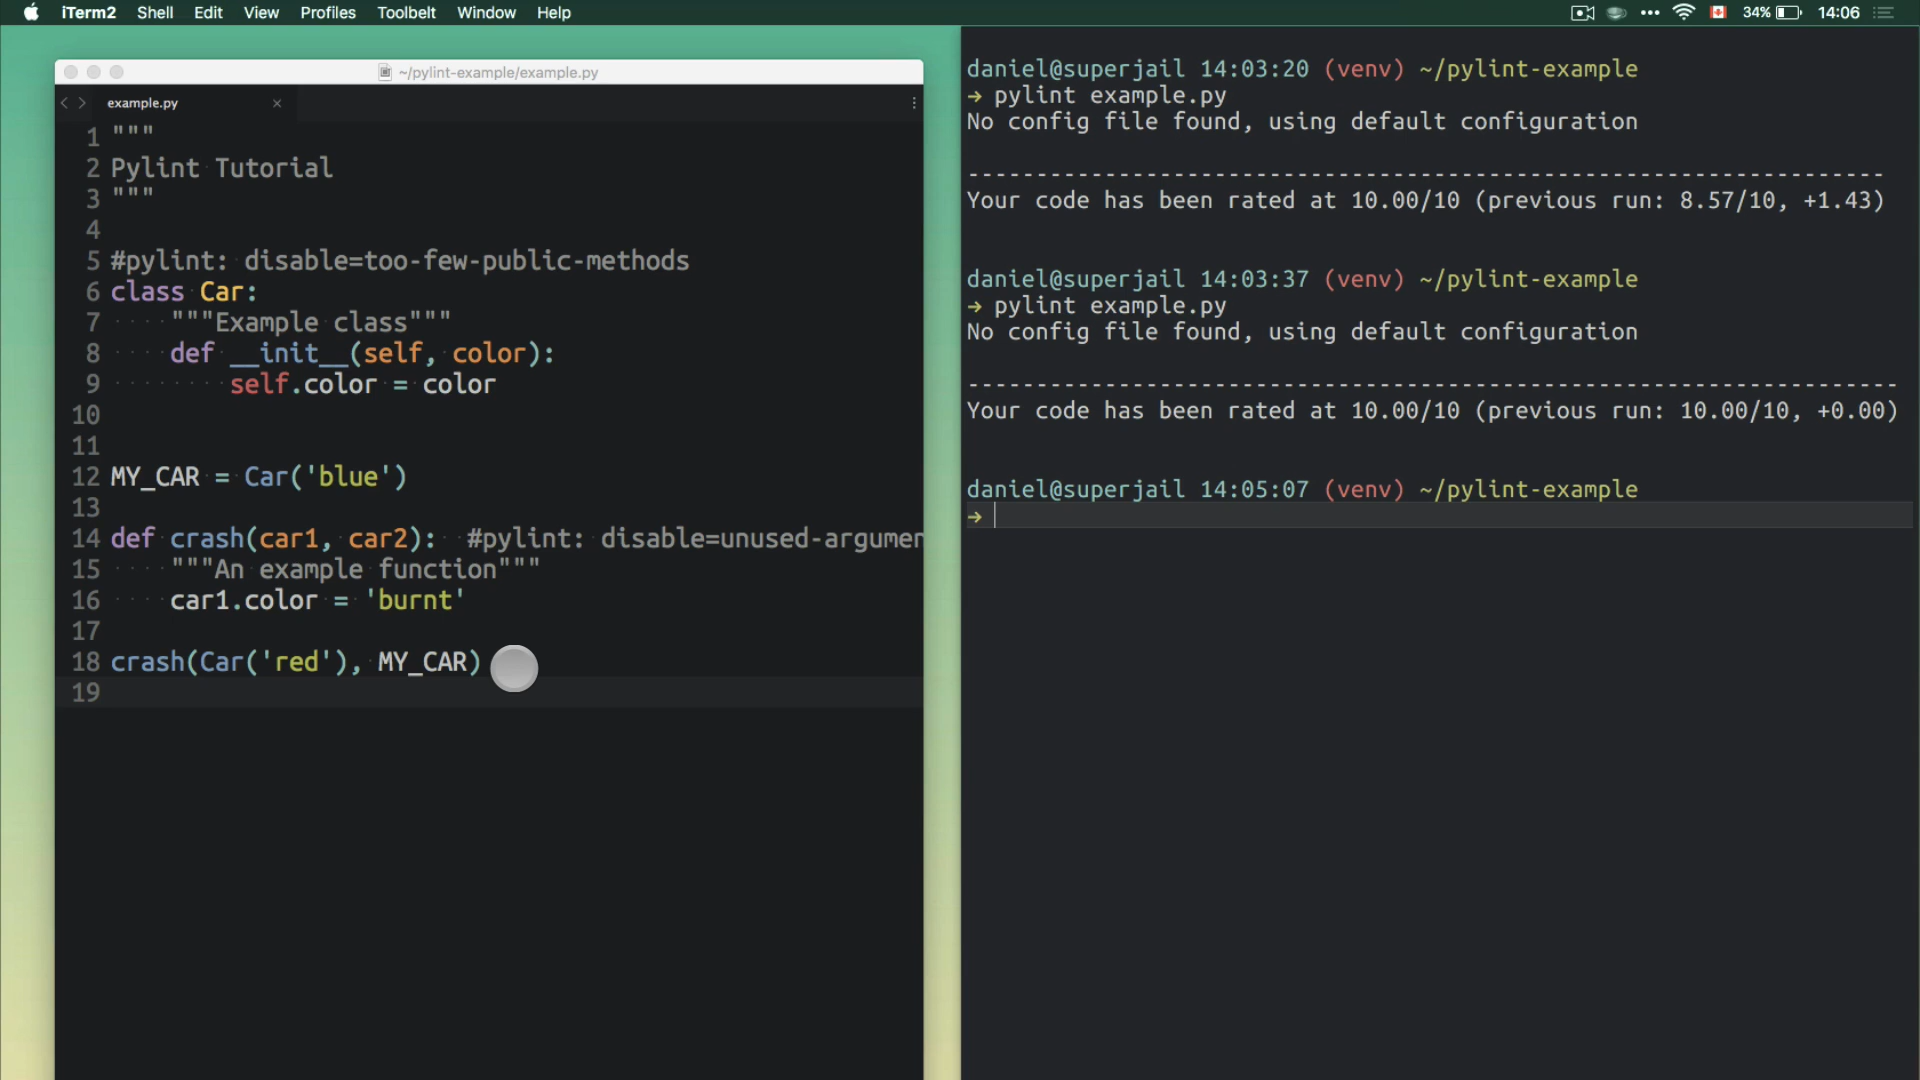 iTerm2 Shell Edit View Profiles Toolbelt Window Help 34% 14:06
~/pylint-example/example.py
example.py
1 """
2 Pylint Tutorial
3 """
4
5 #pylint: disable=too-few-public-methods
6 class Car:
7 """Example class"""
8 def __init__(self, color):
9 self.color = color
10
11
12 MY_CAR = Car('blue')
13
14 def crash(car1, car2): #pylint: disable=unused-argumen
15 """An example function"""
16 car1.color = 'burnt'
17
18 crash(Car('red'), MY_CAR)
19
daniel@superjail 14:03:20 (venv) ~/pylint-example
→ pylint example.py
No config file found, using default configuration
--------------------------------------------------------------------
Your code has been rated at 10.00/10 (previous run: 8.57/10, +1.43)
daniel@superjail 14:03:37 (venv) ~/pylint-example
→ pylint example.py
No config file found, using default configuration
---------------------------------------------------------------------
Your code has been rated at 10.00/10 (previous run: 10.00/10, +0.00)
daniel@superjail 14:05:07 (venv) ~/pylint-example
→